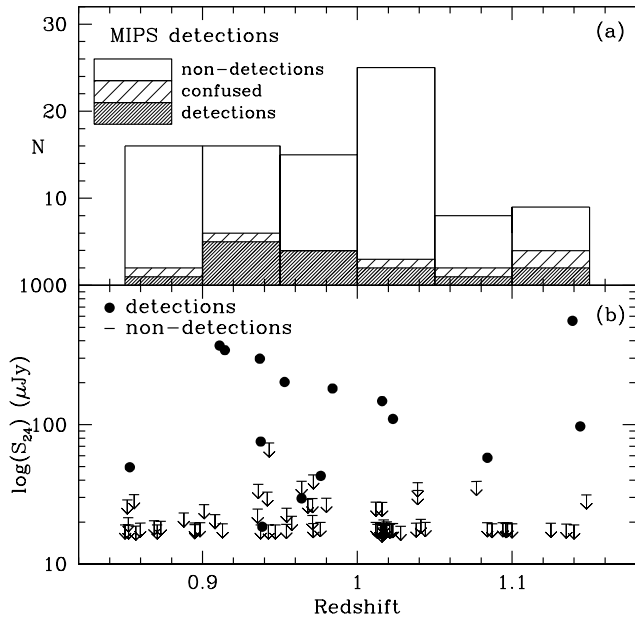 30
MIPS detections
(a)
non-detections
confused
detections
20
N
10
1000
detections
non-detections
(b)
log(S24) (μJy)
100
10
0.9
1
1.1
Redshift